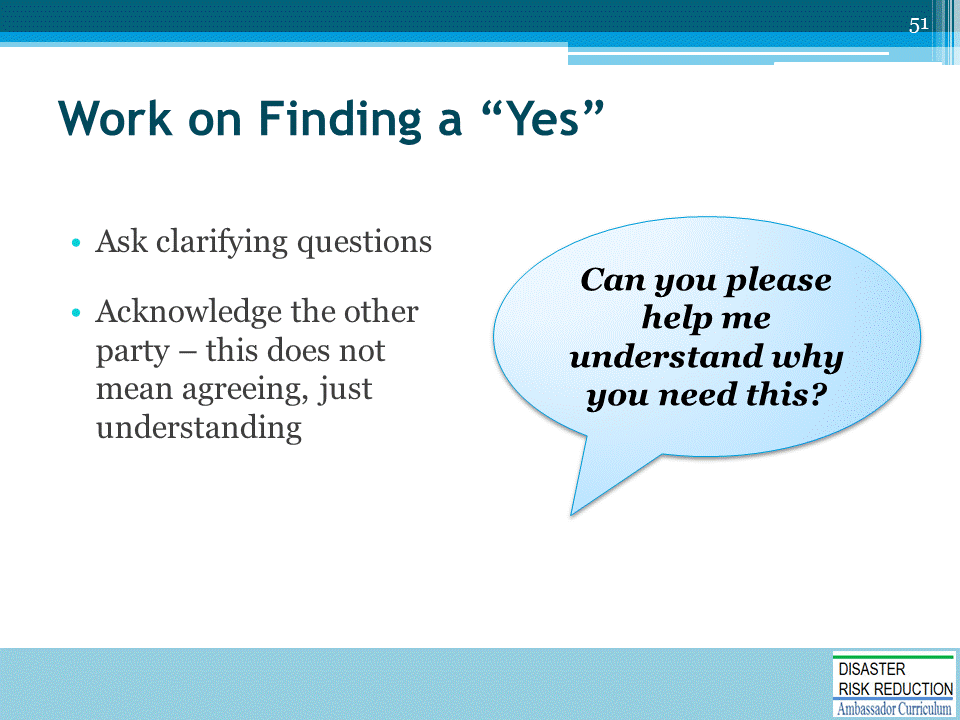 51
Work on Finding a “Yes”
• Ask clarifying questions
• Acknowledge the other
party – this does not
mean agreeing, just
understanding
Can you please
help me
understand why
you need this?
DISASTER
RISK REDUCTION
Ambassador Curriculum